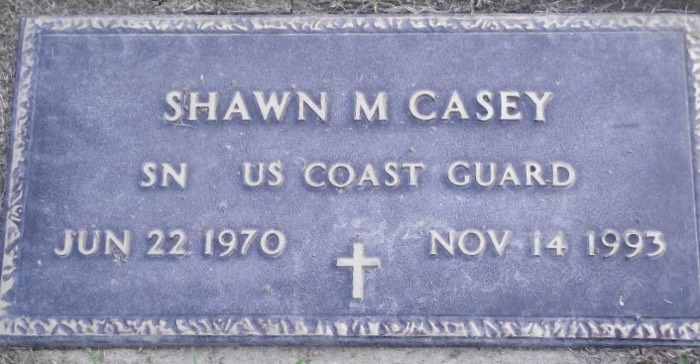 SHAWN M CASEY
SN US COAST GUARD
JUN 22 1970 NOV 14 1993